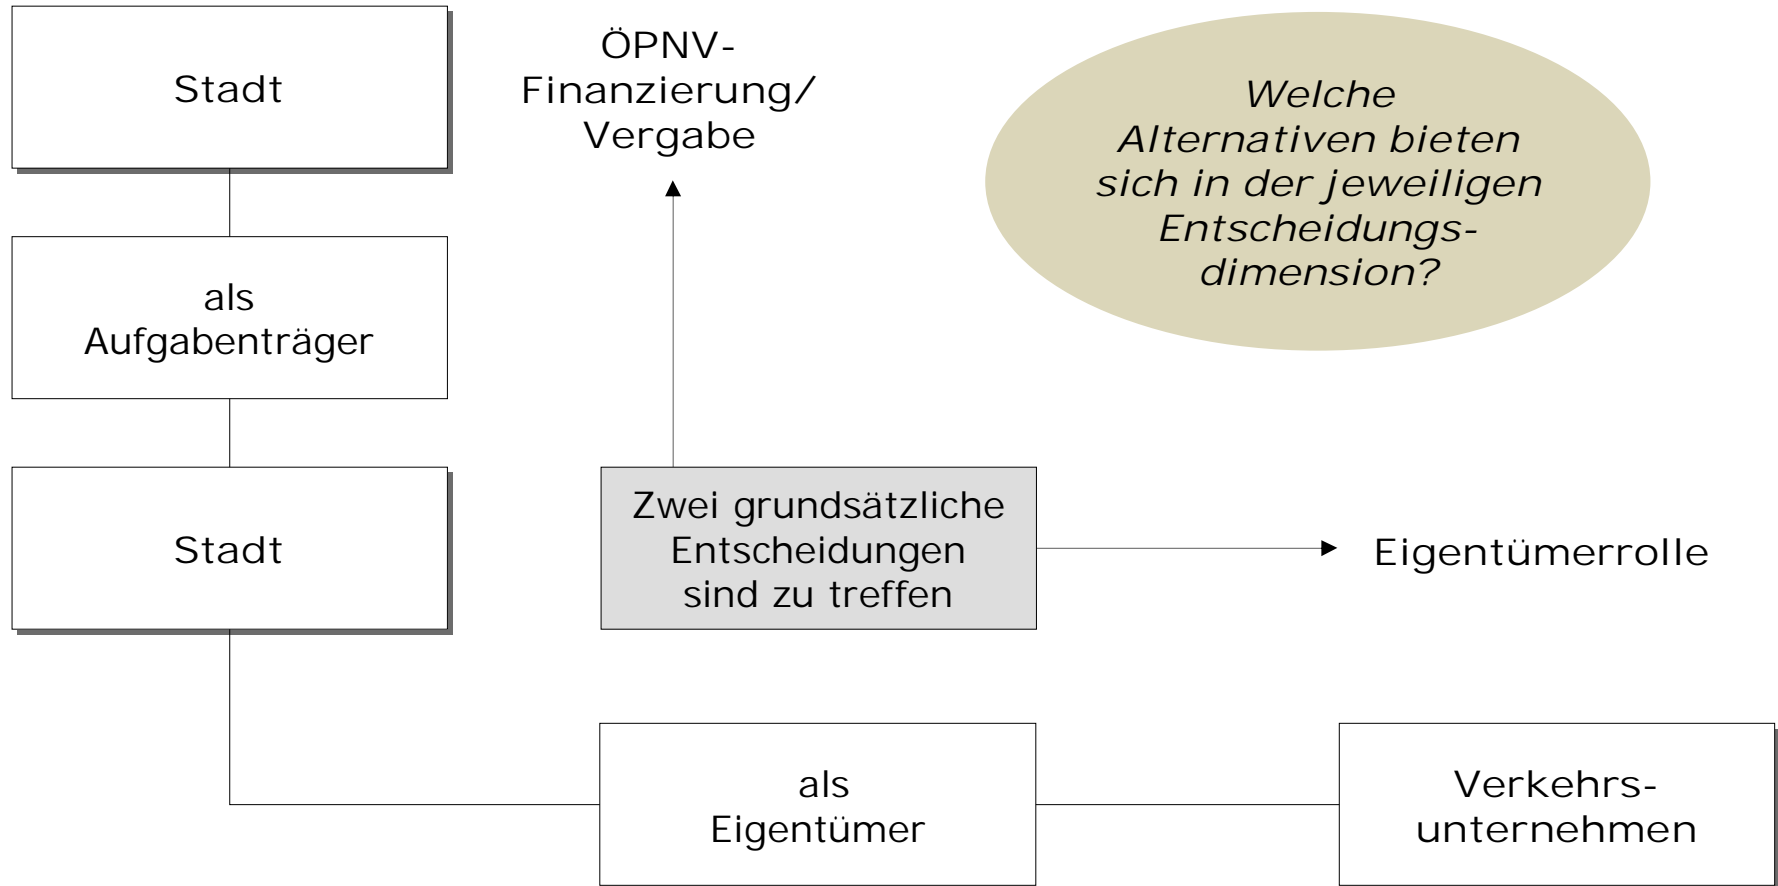 Stadt
ÖPNV-
Finanzierung/
Vergabe
Welche
Alternativen bieten
sich in der jeweiligen
Entscheidungs-
dimension?
als
Aufgabenträger
Stadt
Zwei grundsätzliche
Entscheidungen
sind zu treffen
Eigentümerrolle
als
Eigentümer
Verkehrs-
unternehmen